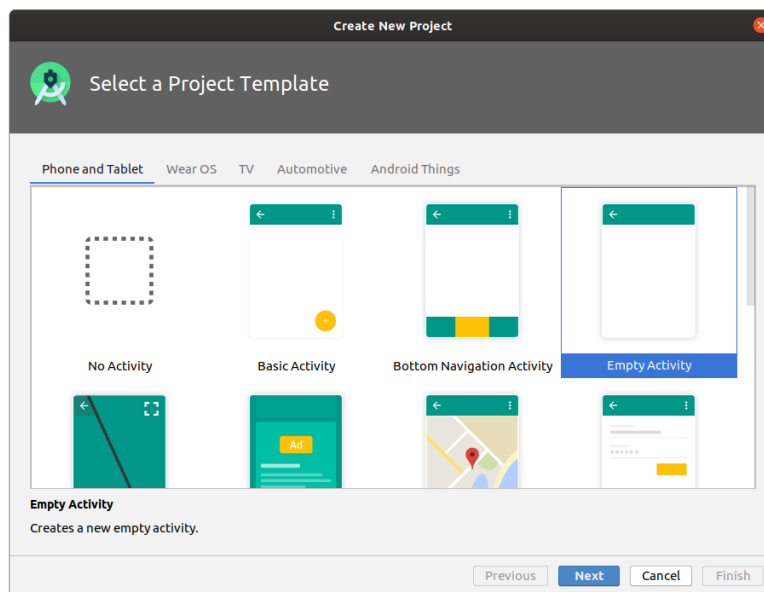 Create New Project
Select a Project Template
Phone and Tablet Wear OS TV Automotive Android Things
No Activity Basic Activity Bottom Navigation Activity Empty Activity
Ad
Empty Activity
Creates a new empty activity.
Previous Next Cancel Finish